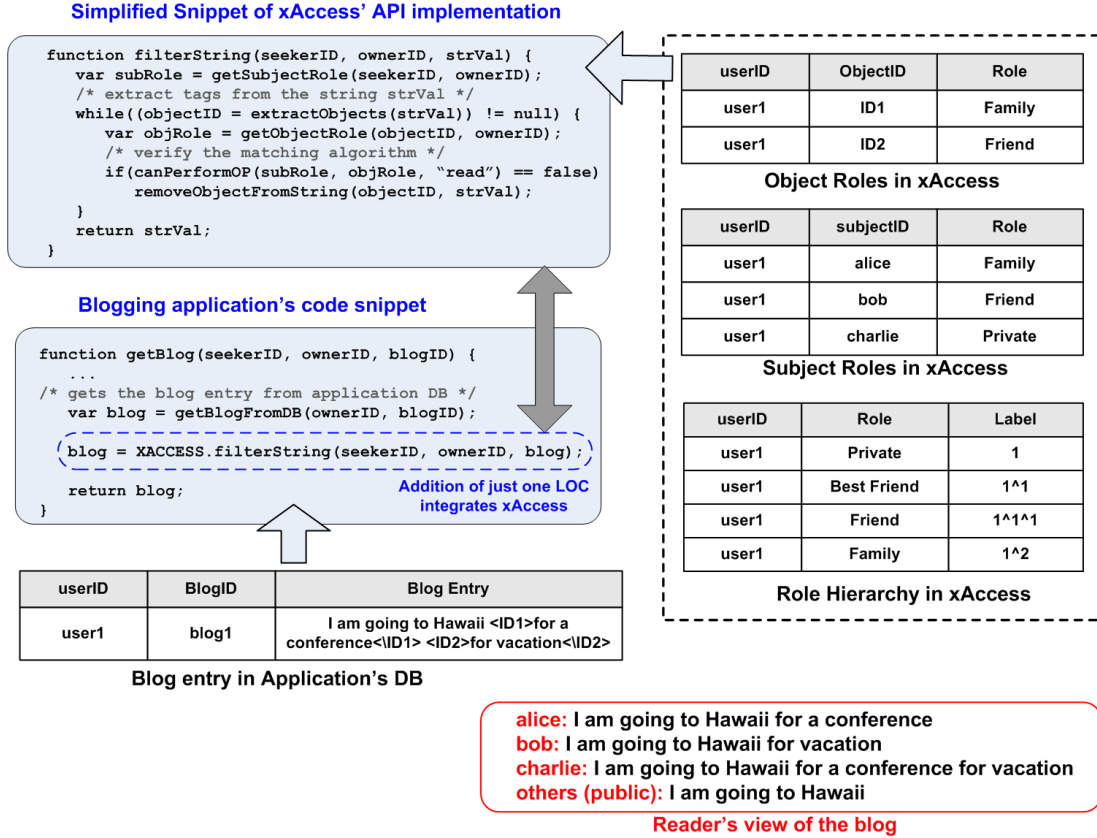 Simplified Snippet of xAccess' API implementation
function filterString(seekerID, ownerID, strVal) {
var subRole = getSubjectRole(seekerID, ownerID);
/* extract tags from the string strVal */
while((objectID = extractObjects(strVal)) != null) {
var objRole = getObjectRole(objectID, ownerID);
/* verify the matching algorithm */
if(canPerformOP(subRole, objRole, “read”) == false)
removeObjectFromString(objectID, strVal);
}
return strVal;
}
Blogging application's code snippet
function getBlog(seekerID, ownerID, blogID) {
...
/* gets the blog entry from application DB */
var blog = getBlogFromDB(ownerID, blogID);
blog = XACCESS.filterString(seekerID, ownerID, blog);
return blog;
}
Addition of just one LOC
integrates xAccess
userID BlogID Blog Entry
user1 blog1 I am going to Hawaii <ID1>for a
conference<\ID1> <ID2>for vacation<\ID2>
Blog entry in Application's DB
userID ObjectID Role
user1 ID1 Family
user1 ID2 Friend
Object Roles in xAccess
userID subjectID Role
user1 alice Family
user1 bob Friend
user1 charlie Private
Subject Roles in xAccess
userID Role Label
user1 Private 1
user1 Best Friend 1^1
user1 Friend 1^1^1
user1 Family 1^2
Role Hierarchy in xAccess
alice: I am going to Hawaii for a conference
bob: I am going to Hawaii for vacation
charlie: I am going to Hawaii for a conference for vacation
others (public): I am going to Hawaii
Reader's view of the blog